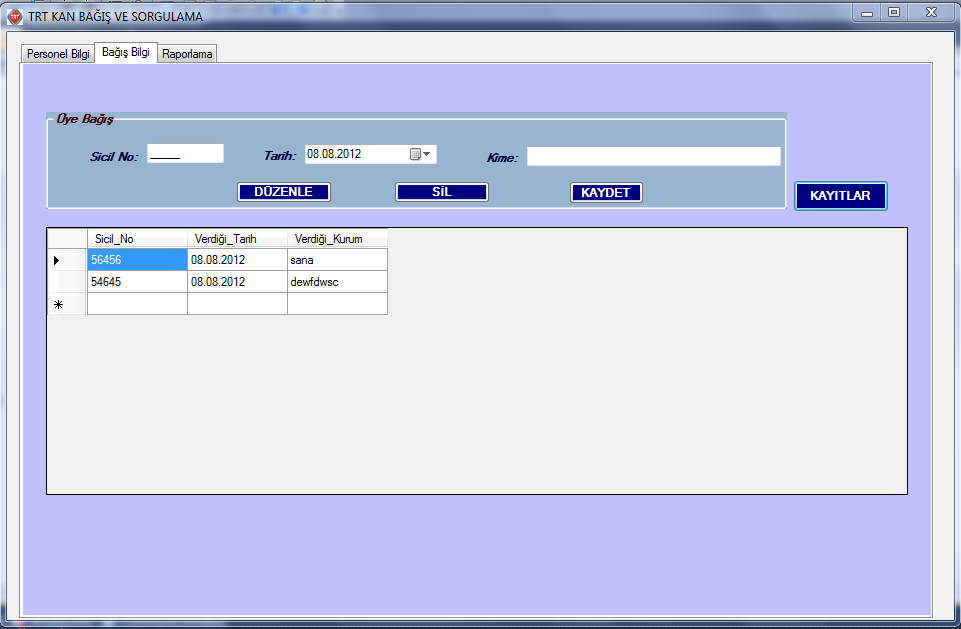 TRT KAN BAĞIŞ VE SORGULAMA
Personel Bilgi Bağış Bilgi Raporlama
Üye Bağış
Sicil No: _____ Tarih: 08.08.2012 Kime:
DÜZENLE SİL KAYDET KAYITLAR
Sicil_No Verdiği_Tarih Verdiği_Kurum
56456 08.08.2012 sana
54645 08.08.2012 dewfdwsc